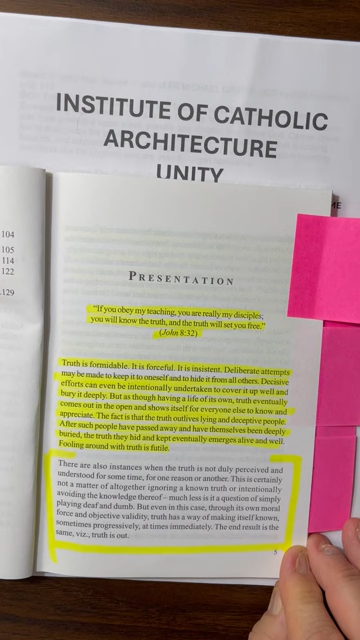 INSTITUTE OF CATHOLIC
ARCHITECTURE
UNITY
ME
104
105
114
122
.129
PRESENTATION
"If you obey my teaching, you are really my disciples;
you will know the truth, and the truth will set you free."
(John 8:32)
Truth is formidable. It is forceful. It is insistent. Deliberate attempts
may be made to keep it to oneself and to hide it from all others. Decisive
efforts can even be intentionally undertaken to cover it up well and
bury it deeply. But as though having a life of its own, truth eventually
comes out in the open and shows itself for everyone else to know and
appreciate. The fact is that the truth outlives lying and deceptive people.
After such people have passed away and have themselves been deeply
buried, the truth they hid and kept eventually emerges alive and well.
Fooling around with truth is futile.
There are also instances when the truth is not duly perceived and
understood for some time, for one reason or another. This is certainly
not a matter of altogether ignoring a known truth or intentionally
avoiding the knowledge thereof – much less is it a question of simply
playing deaf and dumb. But even in this case, through its own moral
force and objective validity, truth has a way of making itself known,
sometimes progressively, at times immediately. The end result is the
same, viz., truth is out.
5